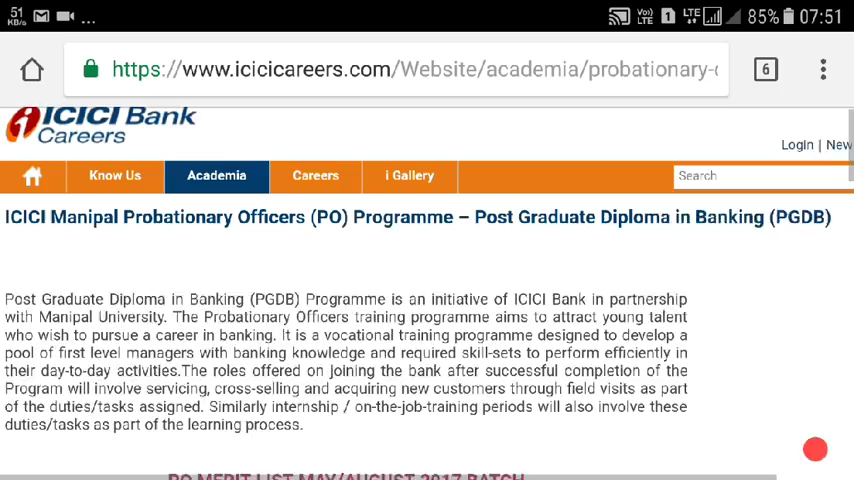 51
KB/s
...
Vo)
LTE
1
LTE
85%
07:51
https://www.icicicareers.com/Website/academia/probationary-
6
ICICI Bank
Careers
Login | New
Know Us
Academia
Careers
i Gallery
Search
ICICI Manipal Probationary Officers (PO) Programme – Post Graduate Diploma in Banking (PGDB)
Post Graduate Diploma in Banking (PGDB) Programme is an initiative of ICICI Bank in partnership
with Manipal University. The Probationary Officers training programme aims to attract young talent
who wish to pursue a career in banking. It is a vocational training programme designed to develop a
pool of first level managers with banking knowledge and required skill-sets to perform efficiently in
their day-to-day activities.The roles offered on joining the bank after successful completion of the
Program will involve servicing, cross-selling and acquiring new customers through field visits as part
of the duties/tasks assigned. Similarly internship / on-the-job-training periods will also involve these
duties/tasks as part of the learning process.
PO MERIT LIST MAY/AUGUST 2017 BATCH